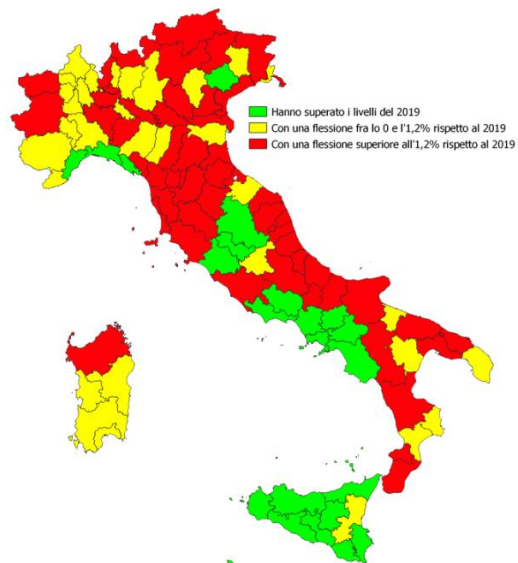 Hanno superato i livelli del 2019
Con una flessione fra lo 0 e l'1,2% rispetto al 2019
Con una flessione superiore all'1,2% rispetto al 2019